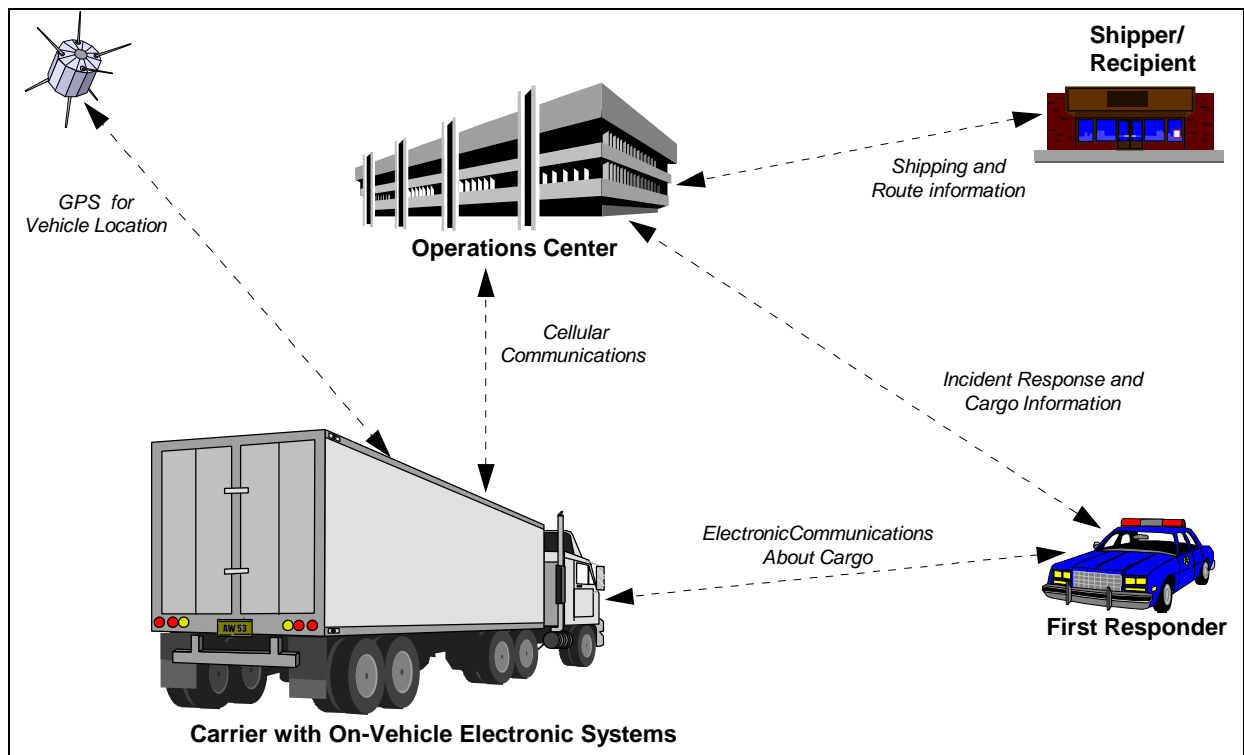 Shipper/
Recipient
Shipping and
Route information
GPS for
Vehicle Location
Operations Center
Cellular
Communications
Incident Response and
Cargo Information
ElectronicCommunications
About Cargo
AW 53
First Responder
Carrier with On-Vehicle Electronic Systems